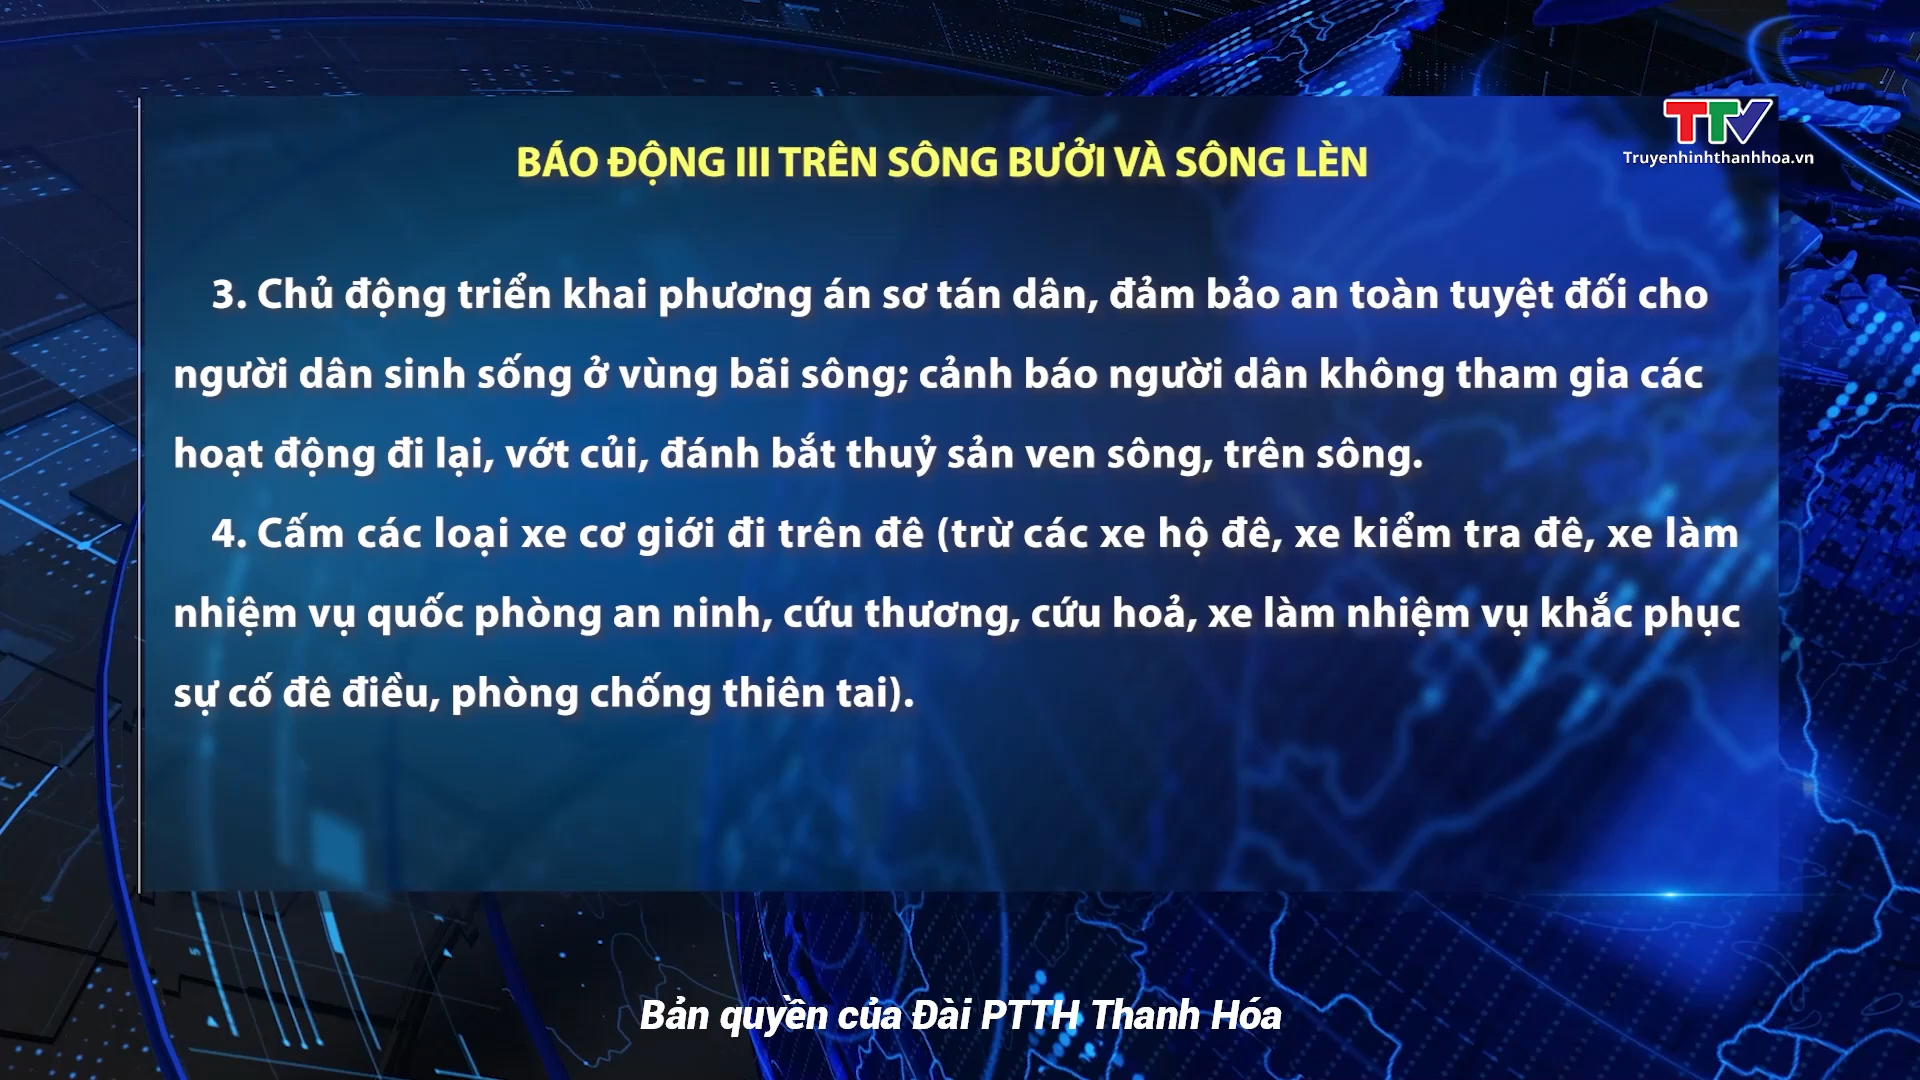 TTV
Truyenhinhthanhhoa.vn
BÁO ĐỘNG III TRÊN SÔNG BƯỞI VÀ SÔNG LÈN
3. Chủ động triển khai phương án sơ tán dân, đảm bảo an toàn tuyệt đối cho
người dân sinh sống ở vùng bãi sông; cảnh báo người dân không tham gia các
hoạt động đi lại, vớt củi, đánh bắt thuỷ sản ven sông, trên sông.
4. Cấm các loại xe cơ giới đi trên đê (trừ các xe hộ đê, xe kiểm tra đê, xe làm
nhiệm vụ quốc phòng an ninh, cứu thương, cứu hoả, xe làm nhiệm vụ khắc phục
sự cố đê điều, phòng chống thiên tai).
Bản quyền của Đài PTTH Thanh Hóa